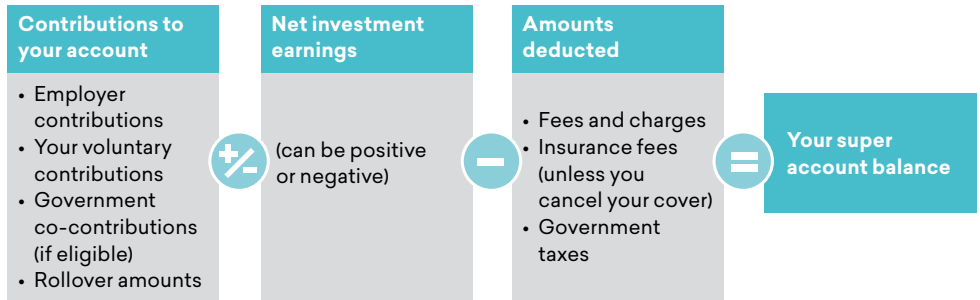 Contributions to
your account
• Employer
contributions
• Your voluntary
contributions
• Government
co-contributions
(if eligible)
• Rollover amounts
+/-
Net investment
earnings
(can be positive
or negative)
−
Amounts
deducted
• Fees and charges
• Insurance fees
(unless you
cancel your cover)
• Government
taxes
=
Your super
account balance